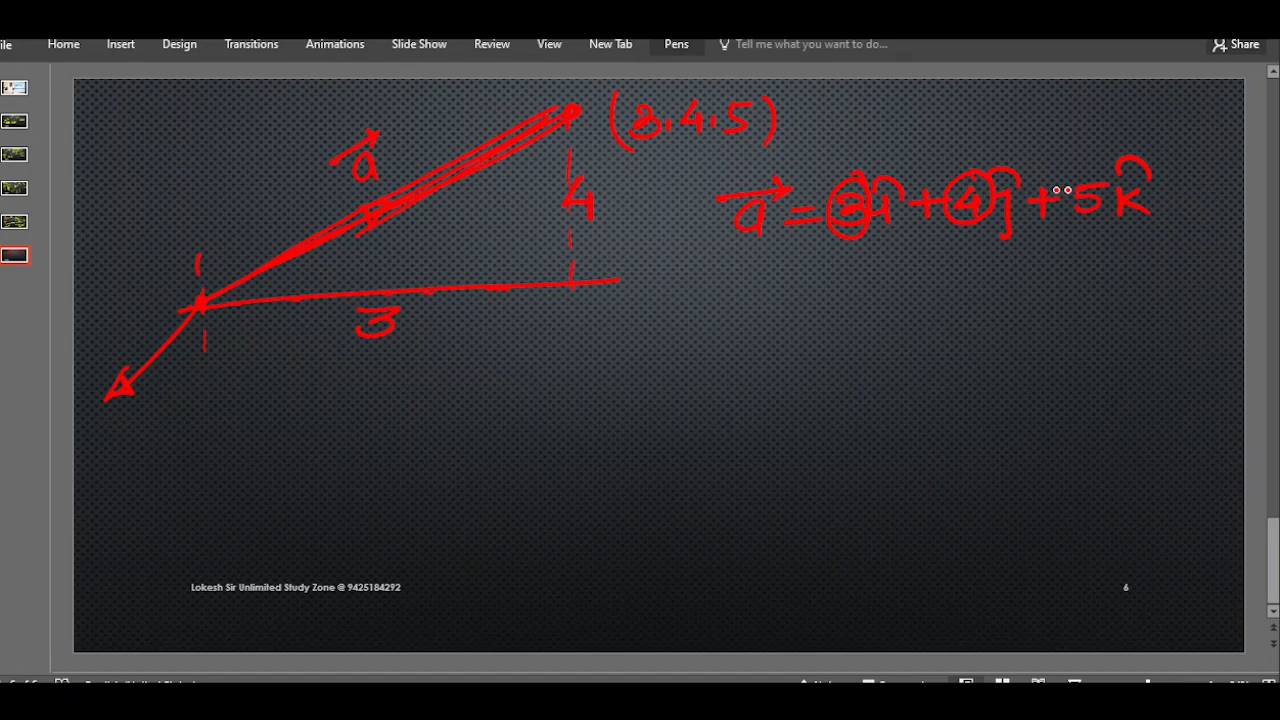 ile Home Insert Design Transitions Animations Slide Show Review View New Tab Pens Tell me what you want to do... Share
(3,4,5)
a
4
a = 3i + 4j + 5k
3
Lokesh Sir Unlimited Study Zone @ 9425184292 6